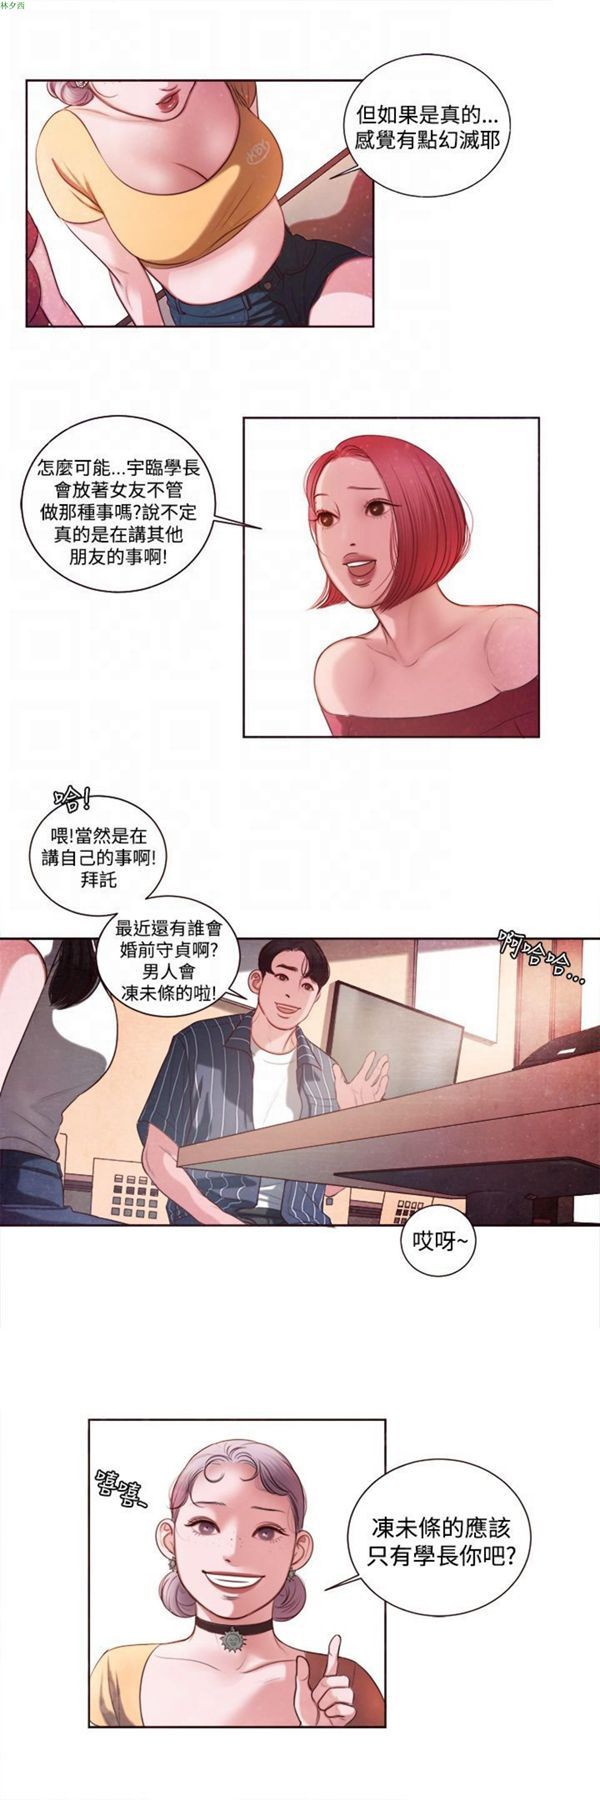 林夕西
但如果是真的...
感覺有點幻滅耶
KDY
怎麼可能...宇臨學長
會放著女友不管
做那種事嗎?說不定
真的是在講其他
朋友的事啊!
哈!
喂!當然是在
講自己的事啊!
拜託
最近還有誰會
婚前守貞啊?
男人會
凍未條的啦!
啊哈哈...
哎呀~
嘻嘻~
凍未條的應該
只有學長你吧?